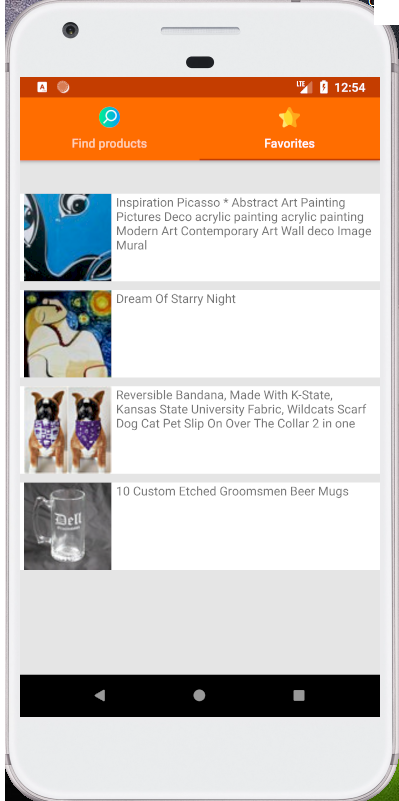 LTE 12:54
Find products
Favorites
Inspiration Picasso * Abstract Art Painting
Pictures Deco acrylic painting acrylic painting
Modern Art Contemporary Art Wall deco Image
Mural
Dream Of Starry Night
Reversible Bandana, Made With K-State,
Kansas State University Fabric, Wildcats Scarf
Dog Cat Pet Slip On Over The Collar 2 in one
10 Custom Etched Groomsmen Beer Mugs
Dell